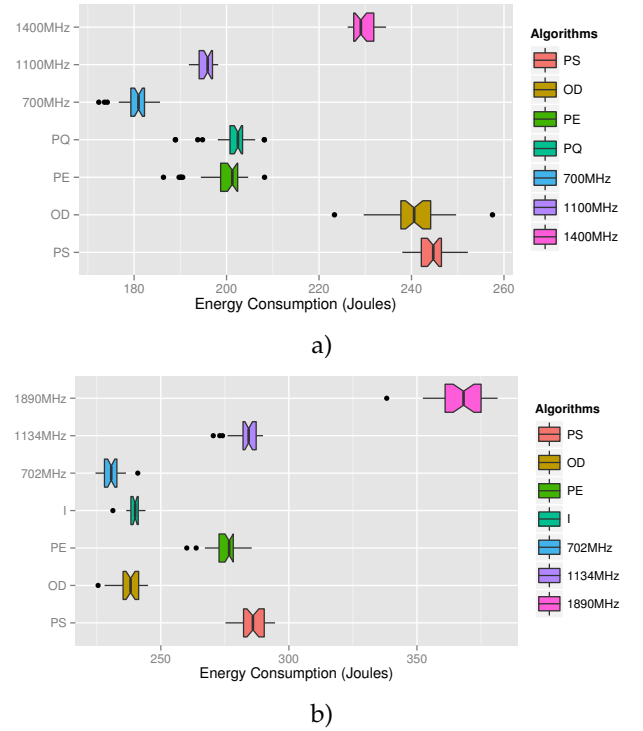 1400MHz
1100MHz
700MHz
PQ
PE
OD
PS
180 200 220 240 260
Energy Consumption (Joules)
Algorithms
PS
OD
PE
PQ
700MHz
1100MHz
1400MHz
a)
1890MHz
1134MHz
702MHz
I
PE
OD
PS
250 300 350
Energy Consumption (Joules)
Algorithms
PS
OD
PE
I
702MHz
1134MHz
1890MHz
b)